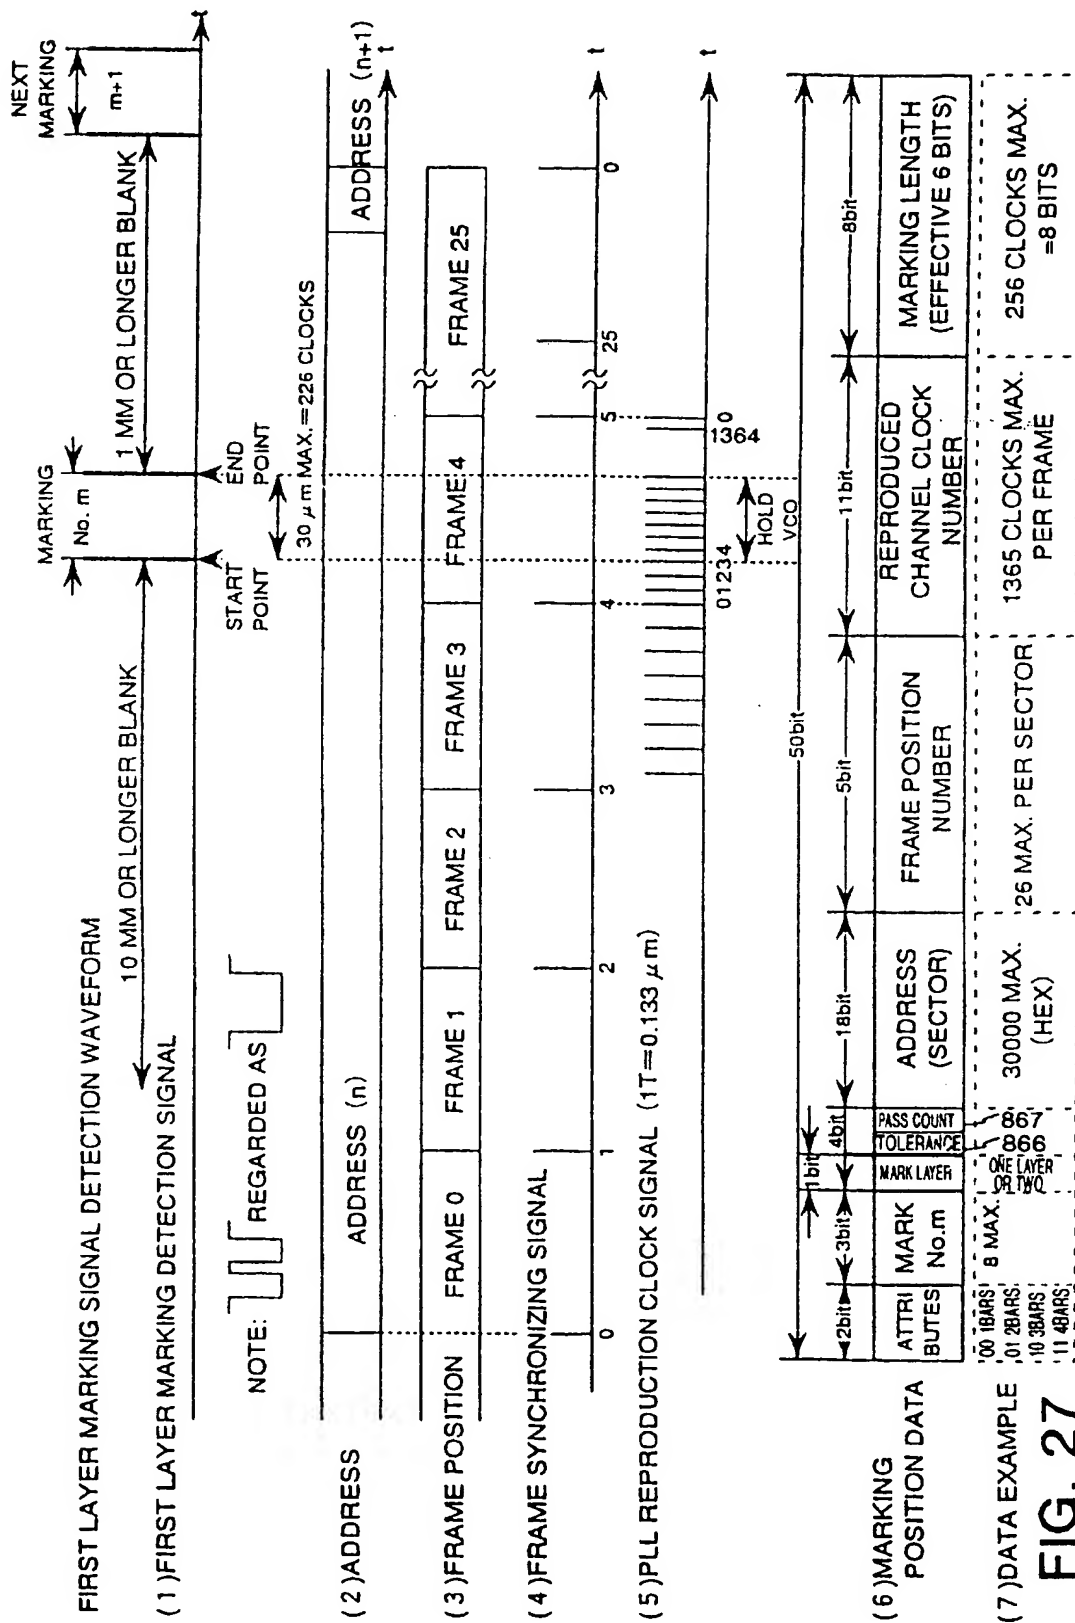 FIRST LAYER MARKING SIGNAL DETECTION WAVEFORM
MARKING
NEXT
MARKING
No. m
m+1
10 MM OR LONGER BLANK
1 MM OR LONGER BLANK
(1)FIRST LAYER MARKING DETECTION SIGNAL
t
START
POINT
END
POINT
NOTE:
REGARDED AS
30 μm MAX.=226 CLOCKS
(2)ADDRESS
ADDRESS (n)
ADDRESS (n+1)
t
(3)FRAME POSITION
FRAME 0
FRAME 1
FRAME 2
FRAME 3
FRAME 4
FRAME 25
(4)FRAME SYNCHRONIZING SIGNAL
0
1
2
3
4
5
25
0
t
(5)PLL REPRODUCTION CLOCK SIGNAL (1T=0.133 μm)
01234
HOLD
VCO
1364
0
t
50bit
2bit
3bit
1bit
4bit
18bit
5bit
11bit
8bit
(6)MARKING
POSITION DATA
ATTRI
BUTES
MARK
No.m
MARK LAYER
TOLERANCE
PASS COUNT
ADDRESS
(SECTOR)
FRAME POSITION
NUMBER
REPRODUCED
CHANNEL CLOCK
NUMBER
MARKING LENGTH
(EFFECTIVE 6 BITS)
(7)DATA EXAMPLE
00 1BARS
01 2BARS
10 3BARS
11 4BARS
8 MAX.
ONE LAYER
OR TWO
866
867
30000 MAX.
(HEX)
26 MAX. PER SECTOR
1365 CLOCKS MAX.
PER FRAME
256 CLOCKS MAX.
=8 BITS
FIG. 27